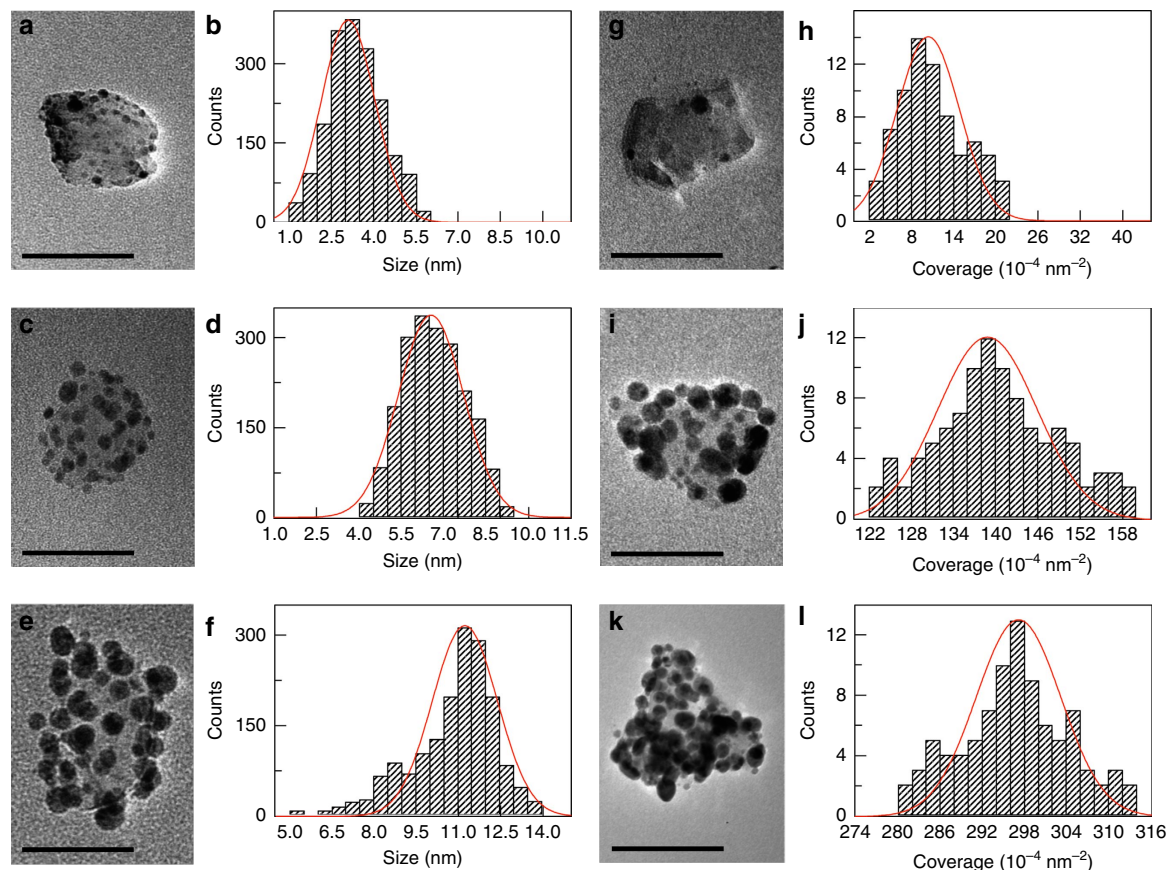 a
b
Counts
300
150
0
1.0 2.5 4.0 5.5 7.0 8.5 10.0
Size (nm)
g
h
Counts
12
8
4
0
2 8 14 20 26 32 40
Coverage (10⁻⁴ nm⁻²)
c
d
Counts
300
150
0
1.0 2.5 4.0 5.5 7.0 8.5 10.0 11.5
Size (nm)
i
j
Counts
12
8
4
0
122 128 134 140 146 152 158
Coverage (10⁻⁴ nm⁻²)
e
f
Counts
300
150
0
5.0 6.5 8.0 9.5 11.0 12.5 14.0
Size (nm)
k
l
Counts
12
8
4
0
274 280 286 292 298 304 310 316
Coverage (10⁻⁴ nm⁻²)